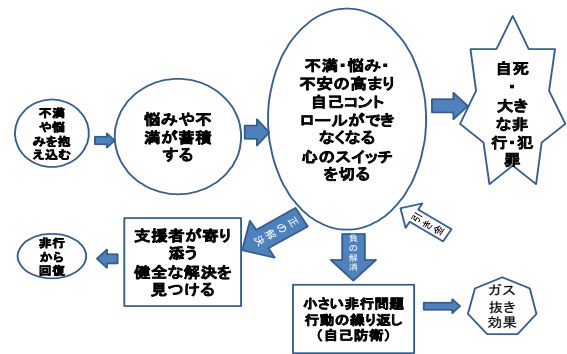 不満
や悩
みを抱
え込む
悩みや不
満が蓄積
する
不満・悩み・
不安の高まり
自己コント
ロールができ
なくなる
心のスイッチ
を切る
自死
・
大き
な非
行・犯
罪
引き金
正の解決
負の解消
支援者が寄り
添う
健全な解決を
見つける
非行
から
回復
小さい非行問題
行動の繰り返し
（自己防衛）
ガス
抜き
効果